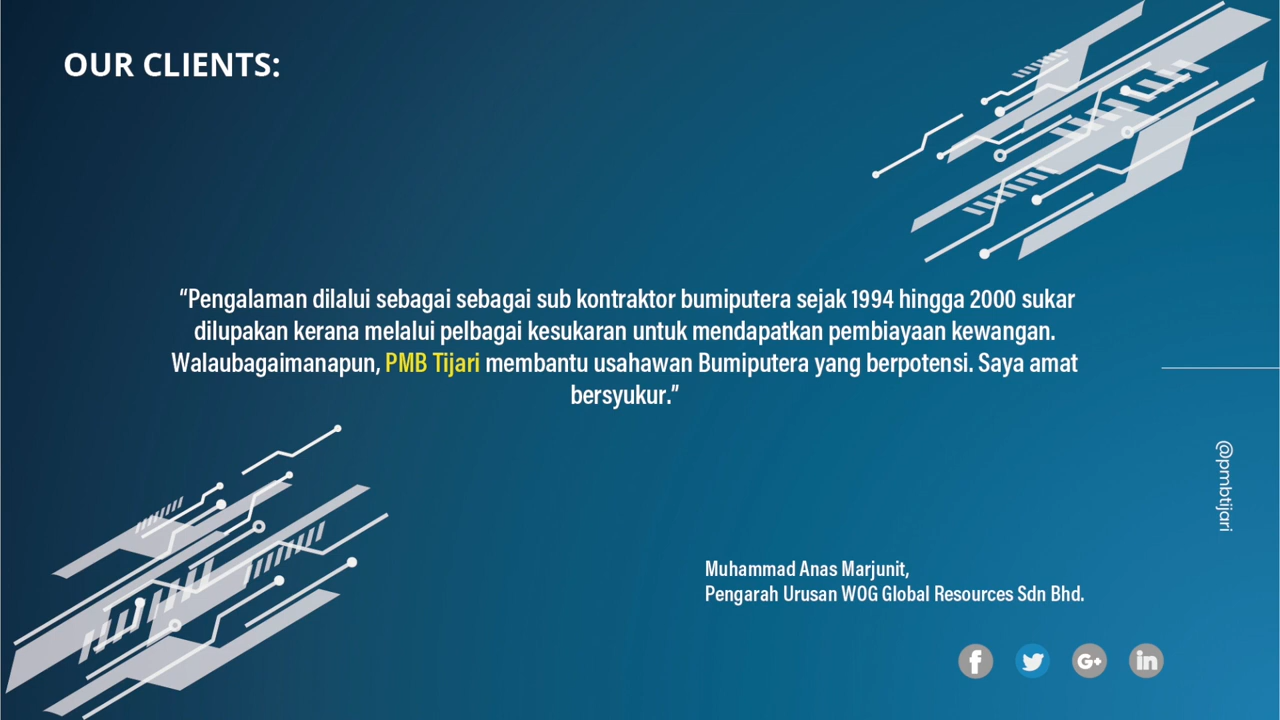 OUR CLIENTS:
“Pengalaman dilalui sebagai sebagai sub kontraktor bumiputera sejak 1994 hingga 2000 sukar
dilupakan kerana melalui pelbagai kesukaran untuk mendapatkan pembiayaan kewangan.
Walaubagaimanapun, PMB Tijari membantu usahawan Bumiputera yang berpotensi. Saya amat
bersyukur.”
@pmbtijari
Muhammad Anas Marjunit,
Pengarah Urusan WOG Global Resources Sdn Bhd.
f G+ in